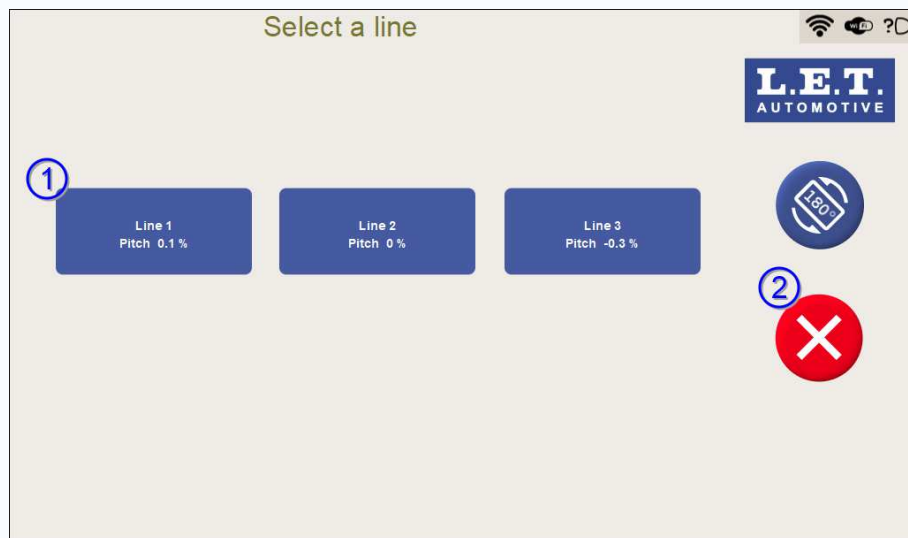 Select a line
WiFi
?
L.E.T.
AUTOMOTIVE
1
Line 1
Pitch 0.1 %
Line 2
Pitch 0 %
Line 3
Pitch -0.3 %
180°
2